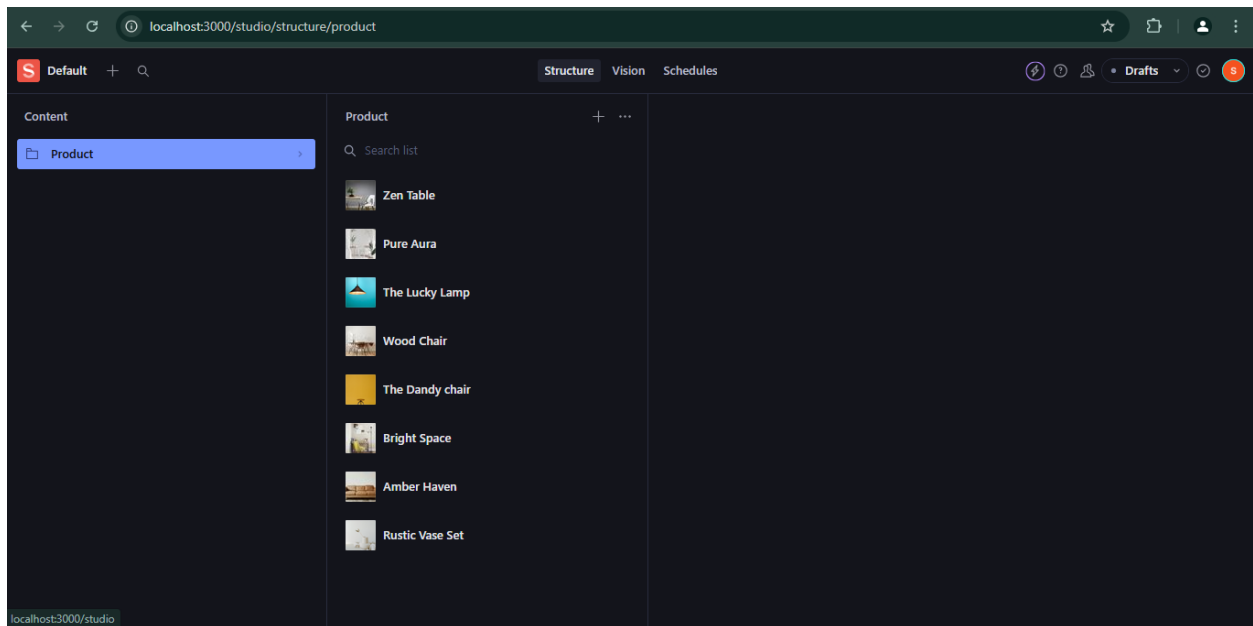 localhost:3000/studio/structure/product
S Default Structure Vision Schedules Drafts S
Content
Product
Product
Search list
Zen Table
Pure Aura
The Lucky Lamp
Wood Chair
The Dandy chair
Bright Space
Amber Haven
Rustic Vase Set
localhost:3000/studio